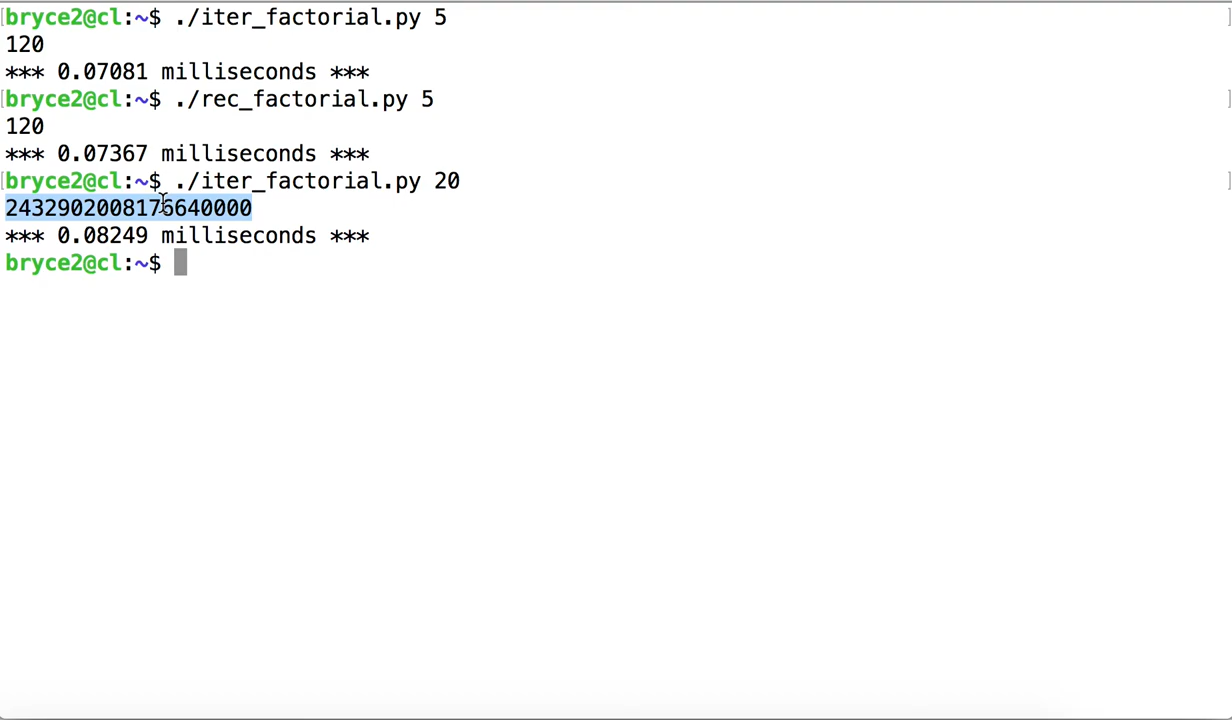 bryce2@cl:~$ ./iter_factorial.py 5
120
*** 0.07081 milliseconds ***
bryce2@cl:~$ ./rec_factorial.py 5
120
*** 0.07367 milliseconds ***
bryce2@cl:~$ ./iter_factorial.py 20
2432902008176640000
*** 0.08249 milliseconds ***
bryce2@cl:~$